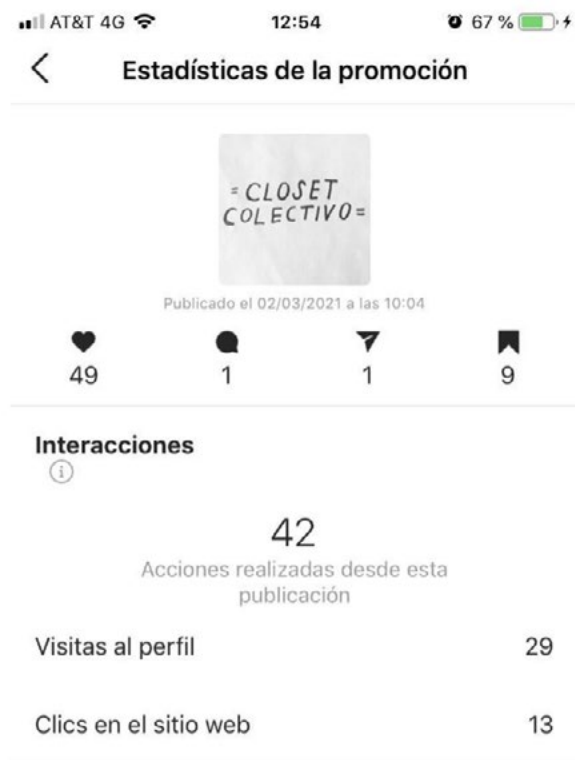 AT&T 4G 12:54 67 %
Estadísticas de la promoción
= CLOSET
COLECTIVO =
Publicado el 02/03/2021 a las 10:04
49 1 1 9
Interacciones
42
Acciones realizadas desde esta
publicación
Visitas al perfil 29
Clics en el sitio web 13